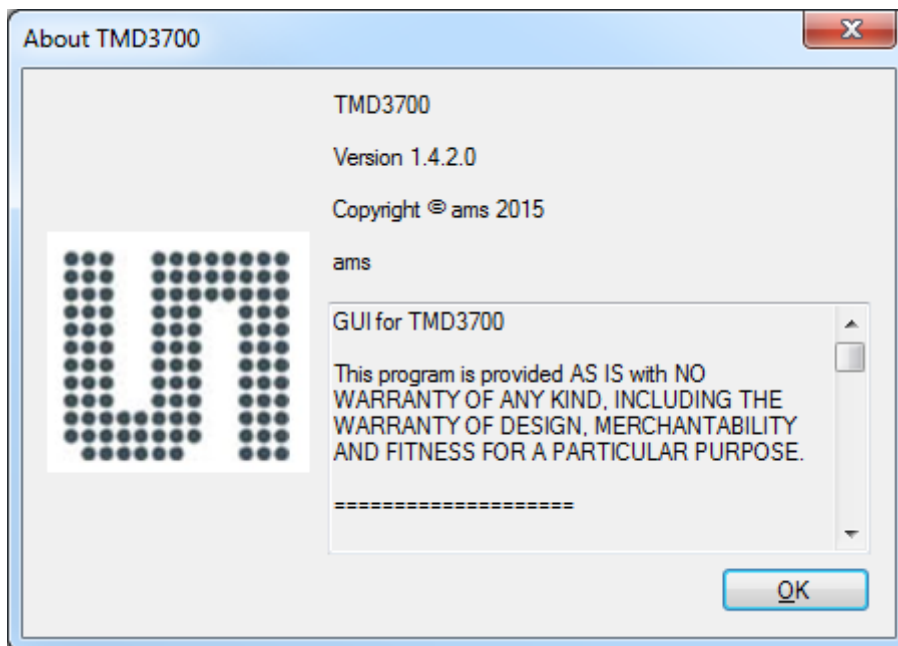 About TMD3700
TMD3700
Version 1.4.2.0
Copyright © ams 2015
ams
GUI for TMD3700
This program is provided AS IS with NO
WARRANTY OF ANY KIND, INCLUDING THE
WARRANTY OF DESIGN, MERCHANTABILITY
AND FITNESS FOR A PARTICULAR PURPOSE.
====================
OK